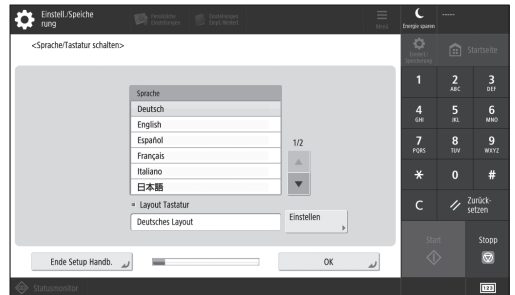 Einstell./Speiche
rung
Persönliche
Einstellungen
Einstellungen
Empf./Weiterl.
Menü
Energie sparen
-----
<Sprache/Tastatur schalten>
Einstell./
Speicherung
Startseite
Sprache
Deutsch
English
Español
Français
Italiano
日本語
1/2
Layout Tastatur
Deutsches Layout
Einstellen
Ende Setup Handb.
OK
Statusmonitor
1
2
ABC
3
DEF
4
GHI
5
JKL
6
MNO
7
PQRS
8
TUV
9
WXYZ
*
0
#
C
Zurück-
setzen
Start
Stopp
123